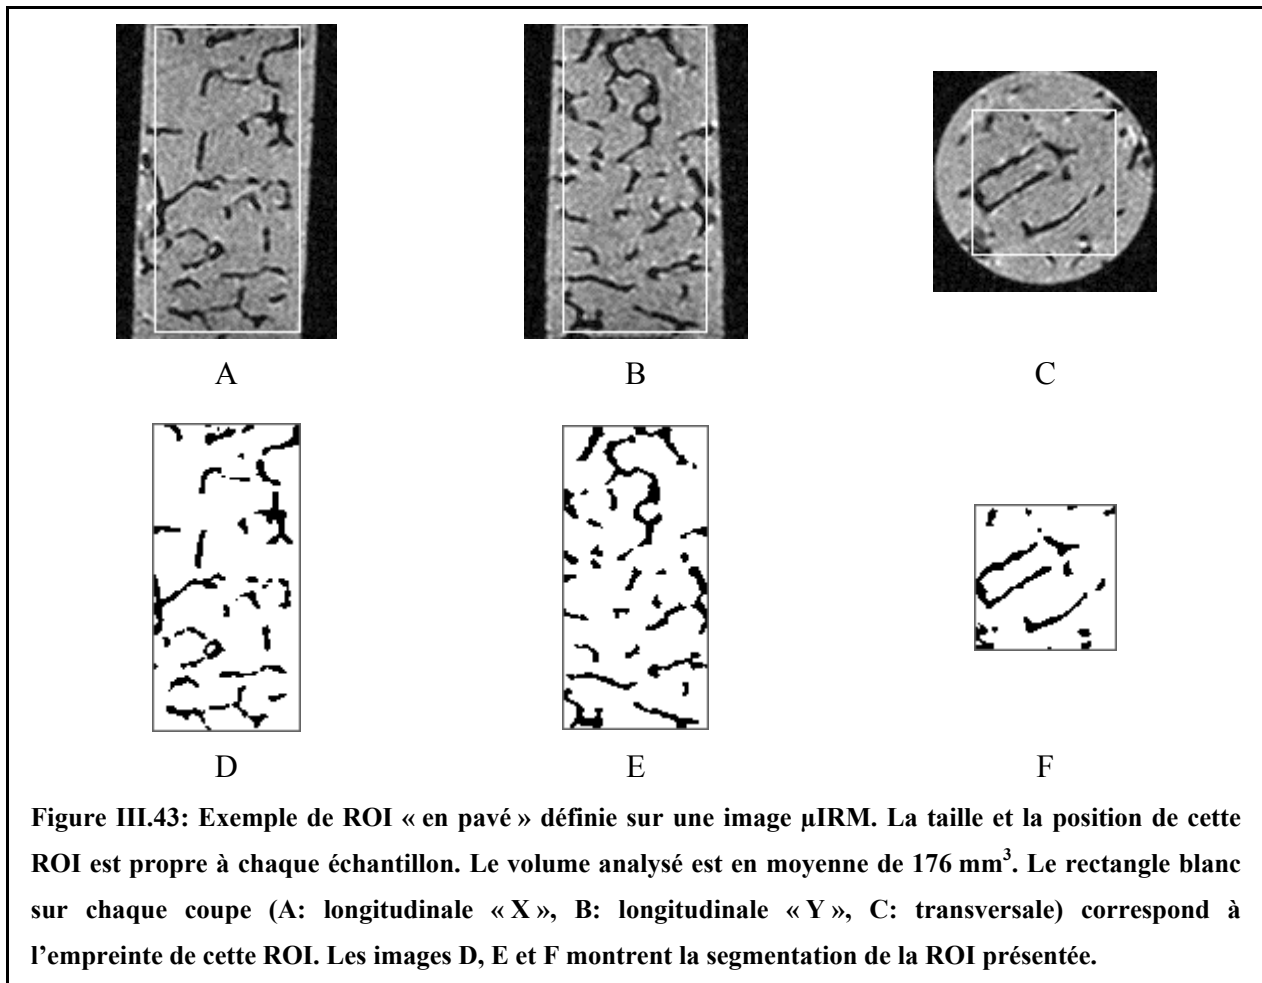 A B C
D E F
Figure III.43: Exemple de ROI « en pavé » définie sur une image µIRM. La taille et la position de cette
ROI est propre à chaque échantillon. Le volume analysé est en moyenne de 176 mm³. Le rectangle blanc
sur chaque coupe (A: longitudinale « X », B: longitudinale « Y », C: transversale) correspond à
l’empreinte de cette ROI. Les images D, E et F montrent la segmentation de la ROI présentée.